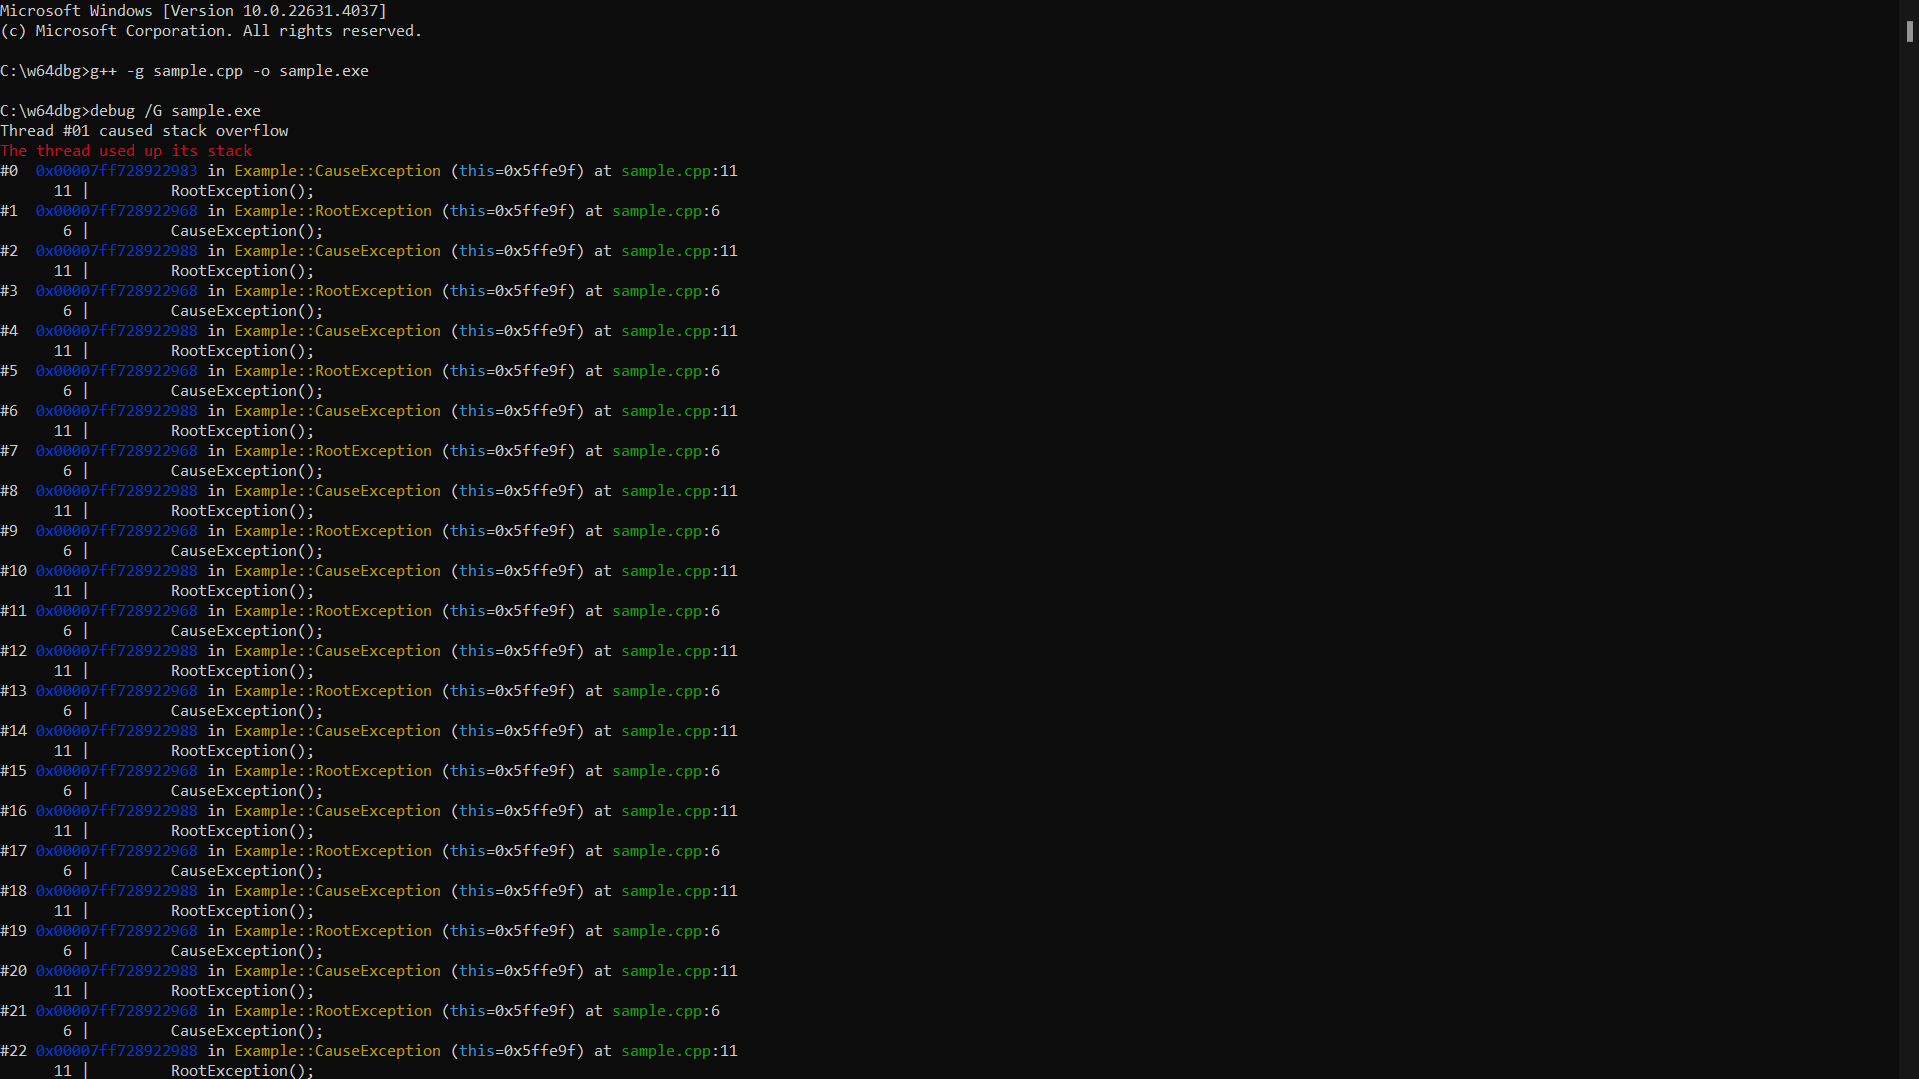 Microsoft Windows [Version 10.0.22631.4037]
(c) Microsoft Corporation. All rights reserved.
C:\w64dbg>g++ -g sample.cpp -o sample.exe
C:\w64dbg>debug /G sample.exe
Thread #01 caused stack overflow
The thread used up its stack
#0  0x00007ff728922983 in Example::CauseException (this=0x5ffe9f) at sample.cpp:11
      11 |         RootException();
#1  0x00007ff728922968 in Example::RootException (this=0x5ffe9f) at sample.cpp:6
       6 |         CauseException();
#2  0x00007ff728922988 in Example::CauseException (this=0x5ffe9f) at sample.cpp:11
      11 |         RootException();
#3  0x00007ff728922968 in Example::RootException (this=0x5ffe9f) at sample.cpp:6
       6 |         CauseException();
#4  0x00007ff728922988 in Example::CauseException (this=0x5ffe9f) at sample.cpp:11
      11 |         RootException();
#5  0x00007ff728922968 in Example::RootException (this=0x5ffe9f) at sample.cpp:6
       6 |         CauseException();
#6  0x00007ff728922988 in Example::CauseException (this=0x5ffe9f) at sample.cpp:11
      11 |         RootException();
#7  0x00007ff728922968 in Example::RootException (this=0x5ffe9f) at sample.cpp:6
       6 |         CauseException();
#8  0x00007ff728922988 in Example::CauseException (this=0x5ffe9f) at sample.cpp:11
      11 |         RootException();
#9  0x00007ff728922968 in Example::RootException (this=0x5ffe9f) at sample.cpp:6
       6 |         CauseException();
#10 0x00007ff728922988 in Example::CauseException (this=0x5ffe9f) at sample.cpp:11
      11 |         RootException();
#11 0x00007ff728922968 in Example::RootException (this=0x5ffe9f) at sample.cpp:6
       6 |         CauseException();
#12 0x00007ff728922988 in Example::CauseException (this=0x5ffe9f) at sample.cpp:11
      11 |         RootException();
#13 0x00007ff728922968 in Example::RootException (this=0x5ffe9f) at sample.cpp:6
       6 |         CauseException();
#14 0x00007ff728922988 in Example::CauseException (this=0x5ffe9f) at sample.cpp:11
      11 |         RootException();
#15 0x00007ff728922968 in Example::RootException (this=0x5ffe9f) at sample.cpp:6
       6 |         CauseException();
#16 0x00007ff728922988 in Example::CauseException (this=0x5ffe9f) at sample.cpp:11
      11 |         RootException();
#17 0x00007ff728922968 in Example::RootException (this=0x5ffe9f) at sample.cpp:6
       6 |         CauseException();
#18 0x00007ff728922988 in Example::CauseException (this=0x5ffe9f) at sample.cpp:11
      11 |         RootException();
#19 0x00007ff728922968 in Example::RootException (this=0x5ffe9f) at sample.cpp:6
       6 |         CauseException();
#20 0x00007ff728922988 in Example::CauseException (this=0x5ffe9f) at sample.cpp:11
      11 |         RootException();
#21 0x00007ff728922968 in Example::RootException (this=0x5ffe9f) at sample.cpp:6
       6 |         CauseException();
#22 0x00007ff728922988 in Example::CauseException (this=0x5ffe9f) at sample.cpp:11
      11 |         RootException();